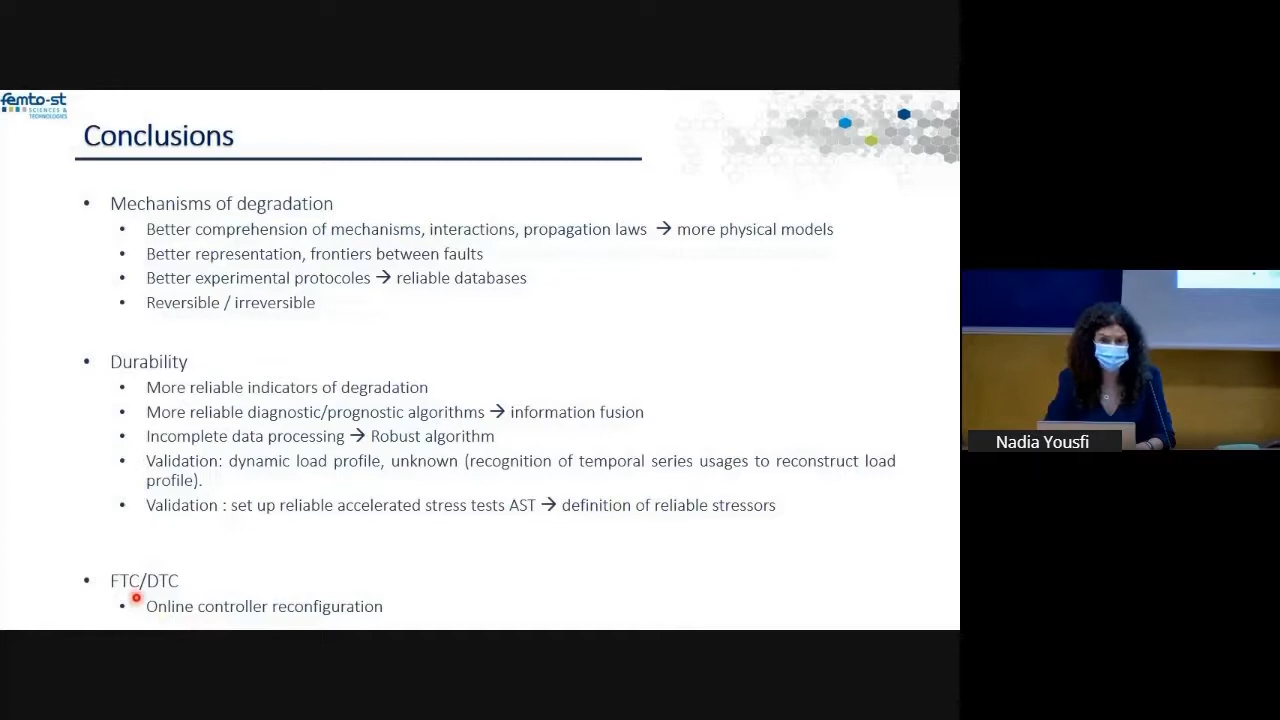 femto-st
SCIENCES &
TECHNOLOGIES
Conclusions
• Mechanisms of degradation
• Better comprehension of mechanisms, interactions, propagation laws → more physical models
• Better representation, frontiers between faults
• Better experimental protocoles → reliable databases
• Reversible / irreversible
• Durability
• More reliable indicators of degradation
• More reliable diagnostic/prognostic algorithms → information fusion
• Incomplete data processing → Robust algorithm
• Validation: dynamic load profile, unknown (recognition of temporal series usages to reconstruct load
profile).
• Validation : set up reliable accelerated stress tests AST → definition of reliable stressors
• FTC/DTC
• Online controller reconfiguration
Nadia Yousfi